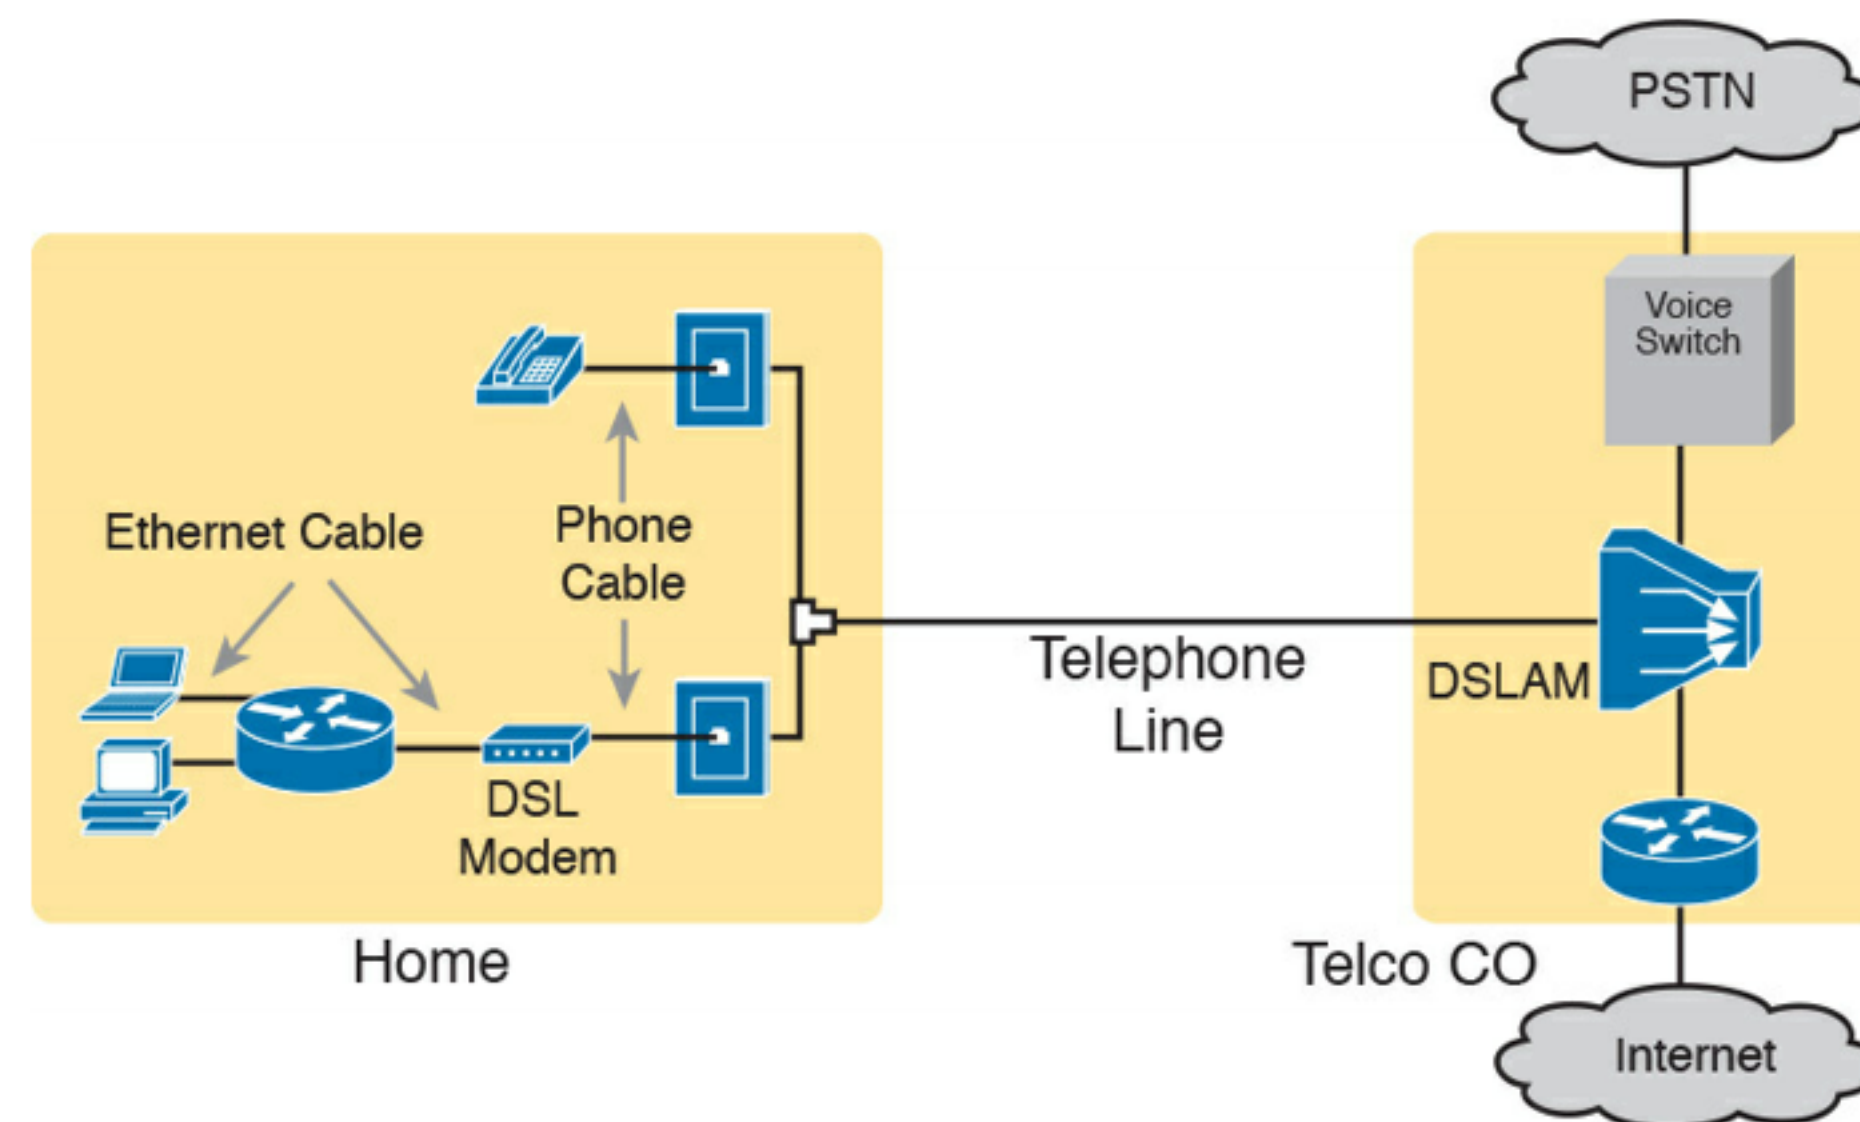 PSTN
Voice
Switch
Ethernet Cable
Phone
Cable
Telephone
Line
DSLAM
DSL
Modem
Home
Telco CO
Internet